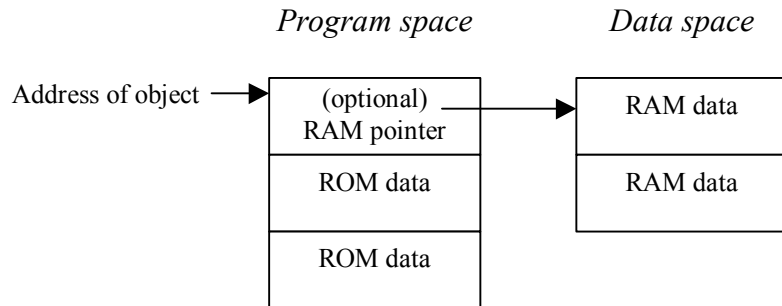 Program space
Data space
Address of object
(optional)
RAM pointer
RAM data
ROM data
RAM data
ROM data